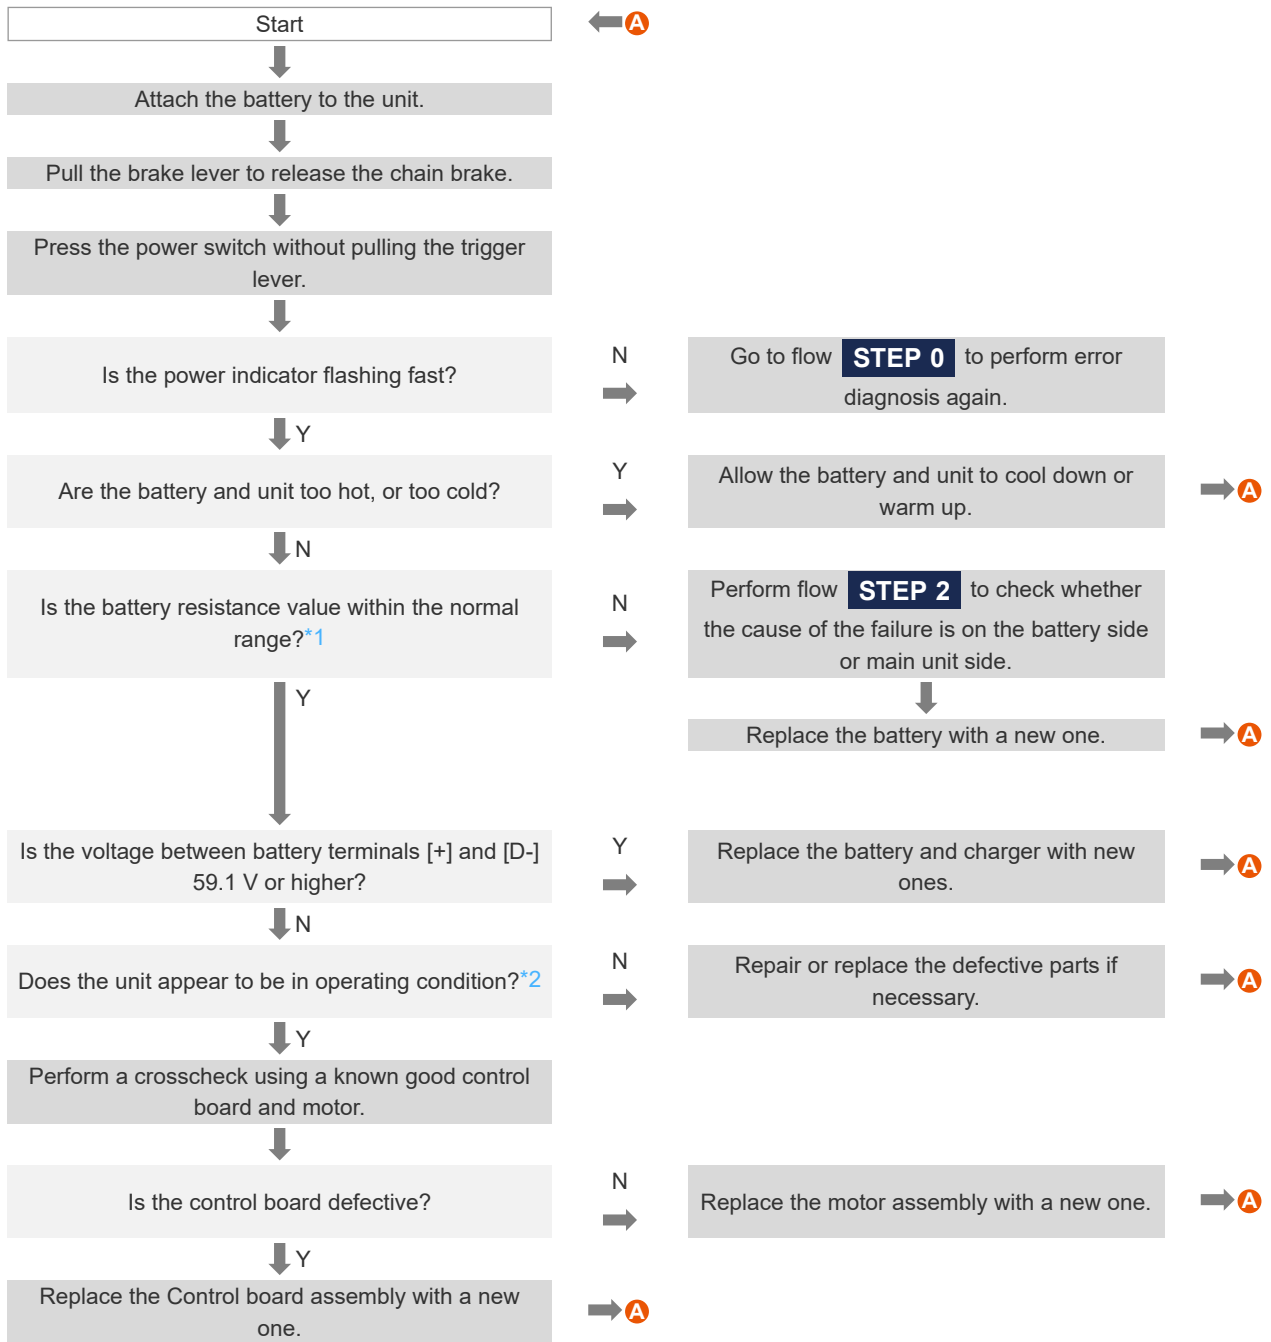 Start
A
Attach the battery to the unit.
Pull the brake lever to release the chain brake.
Press the power switch without pulling the trigger
lever.
Is the power indicator flashing fast?
N
Go to flow STEP 0 to perform error
diagnosis again.
Y
Are the battery and unit too hot, or too cold?
Y
Allow the battery and unit to cool down or
warm up.
A
N
Is the battery resistance value within the normal
range?*1
N
Perform flow STEP 2 to check whether
the cause of the failure is on the battery side
or main unit side.
Y
Replace the battery with a new one.
A
Is the voltage between battery terminals [+] and [D-]
59.1 V or higher?
Y
Replace the battery and charger with new
ones.
A
N
Does the unit appear to be in operating condition?*2
N
Repair or replace the defective parts if
necessary.
A
Y
Perform a crosscheck using a known good control
board and motor.
Is the control board defective?
N
Replace the motor assembly with a new one.
A
Y
Replace the Control board assembly with a new
one.
A